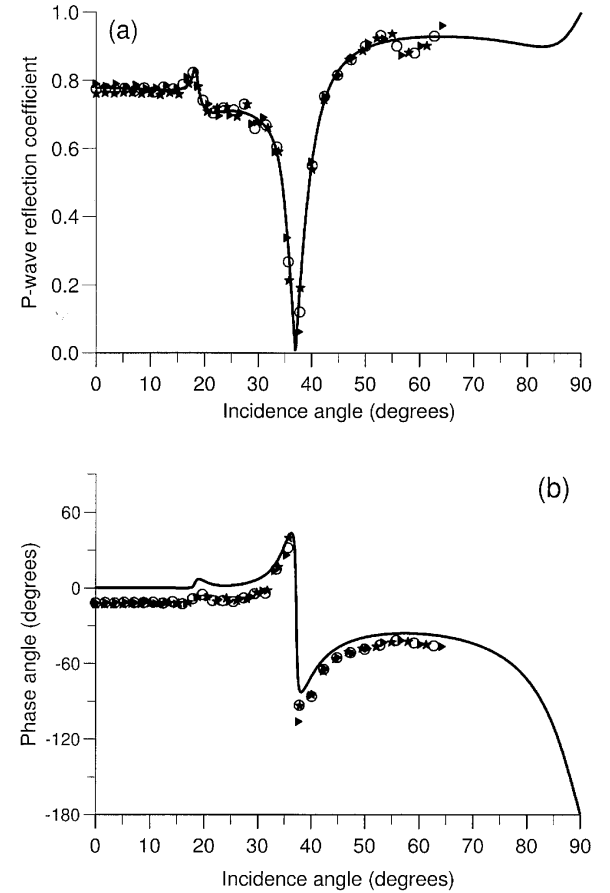 (a)
1.0
0.8
0.6
0.4
0.2
0.0
P-wave reflection coefficient
0 10 20 30 40 50 60 70 80 90
Incidence angle (degrees)
(b)
60
0
-60
-120
-180
Phase angle (degrees)
0 10 20 30 40 50 60 70 80 90
Incidence angle (degrees)